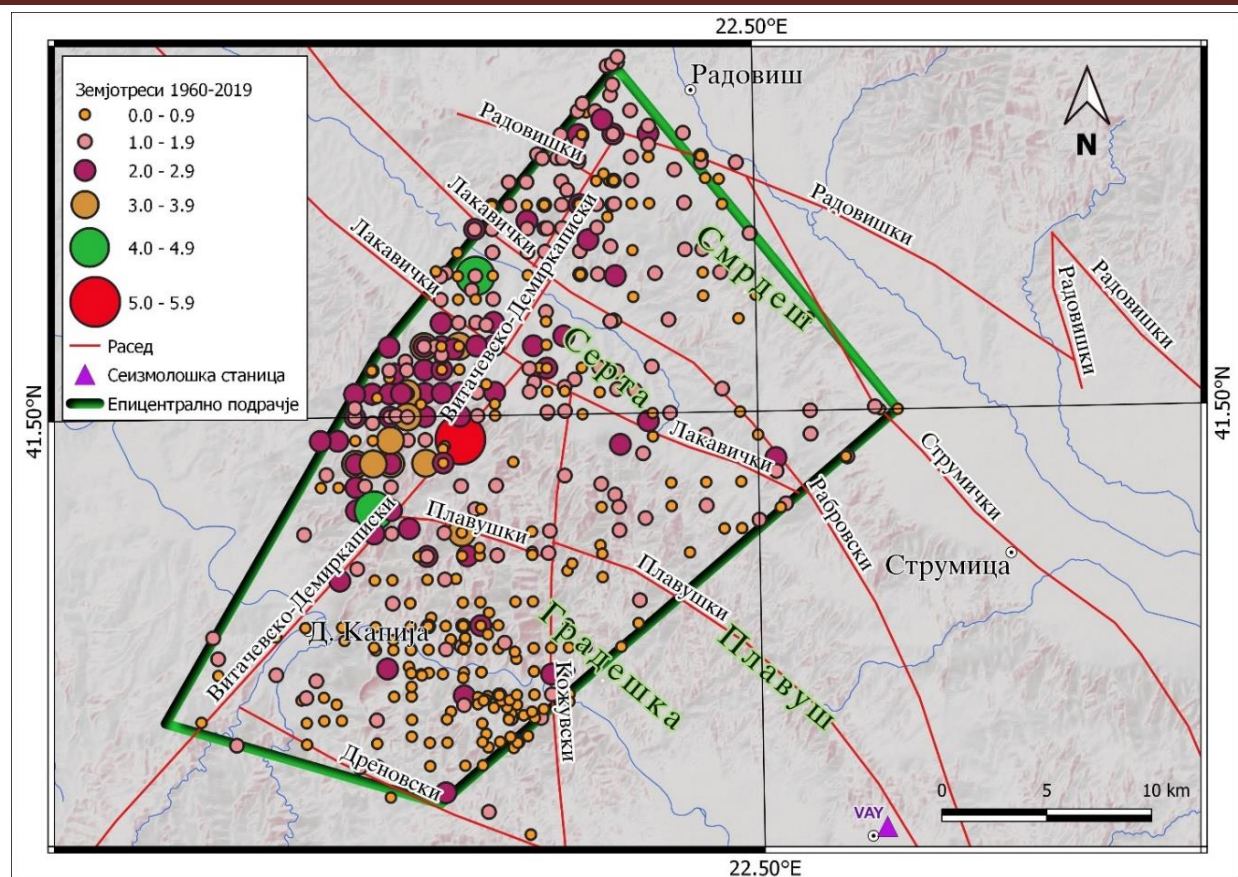 22.50°E
Земјотреси 1960-2019
0.0 - 0.9
1.0 - 1.9
2.0 - 2.9
3.0 - 3.9
4.0 - 4.9
5.0 - 5.9
Расед
Сеизмолошка станица
Епицентрално подрачје
Радовиш
N
Радовишки
Лакавички
Лакавички
Витачевско-Демиркаписки
Радовишки
Смрдеш
Радовишки
Радовишки
Серта
41.50°N
41.50°N
Лакавички
Рабровски
Струмички
Струмица
Плавушки
Плавушки
Витачевско-Демиркаписки
Д. Капија
Градешка
Плавуш
Кожувски
Дреновски
VAY
0 5 10 km
22.50°E